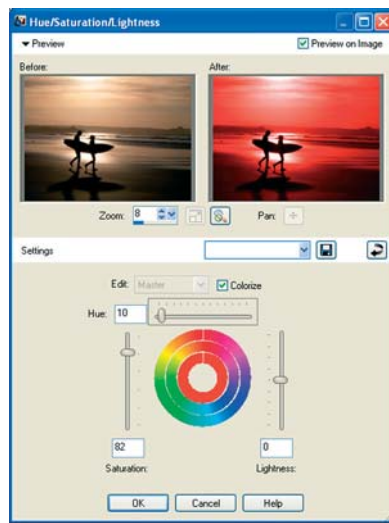 Hue/Saturation/Lightness
Preview
Preview on Image
Before:
After:
Zoom: 8
Pan:
Settings
Edit: Master
Colorize
Hue: 10
82
0
Saturation:
Lightness:
OK
Cancel
Help